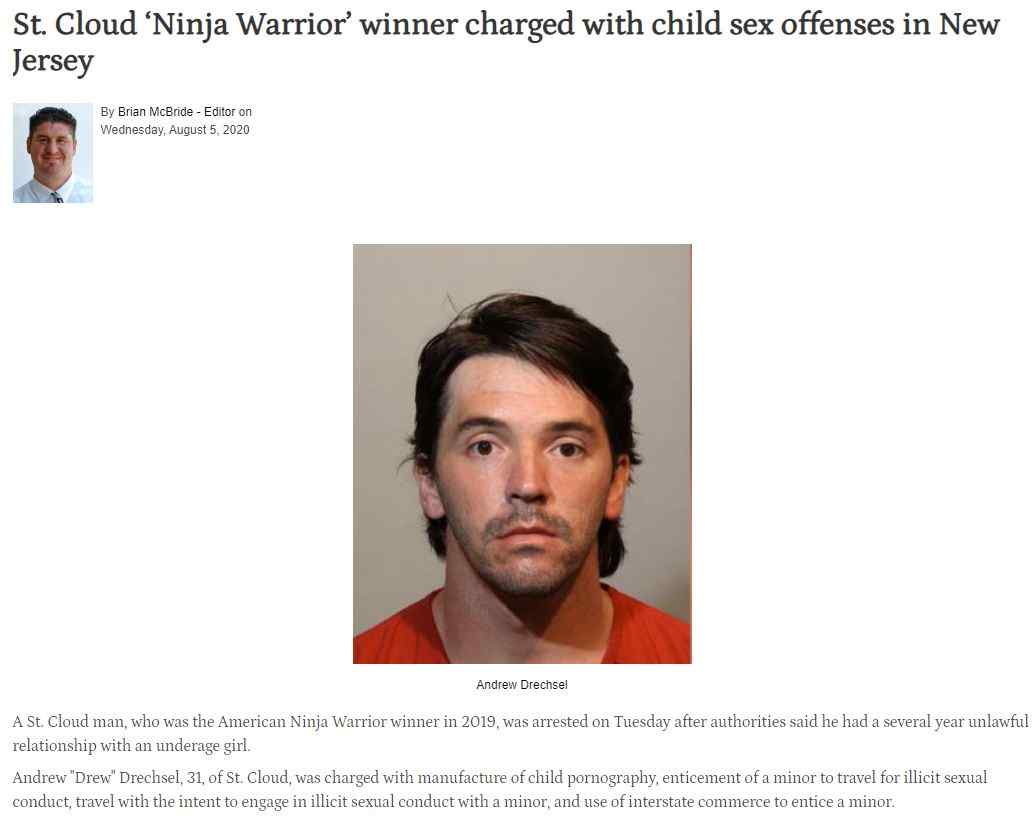 St. Cloud ‘Ninja Warrior’ winner charged with child sex offenses in New
Jersey
By Brian McBride - Editor on
Wednesday, August 5, 2020
Andrew Drechsel
A St. Cloud man, who was the American Ninja Warrior winner in 2019, was arrested on Tuesday after authorities said he had a several year unlawful
relationship with an underage girl.
Andrew "Drew" Drechsel, 31, of St. Cloud, was charged with manufacture of child pornography, enticement of a minor to travel for illicit sexual
conduct, travel with the intent to engage in illicit sexual conduct with a minor, and use of interstate commerce to entice a minor.